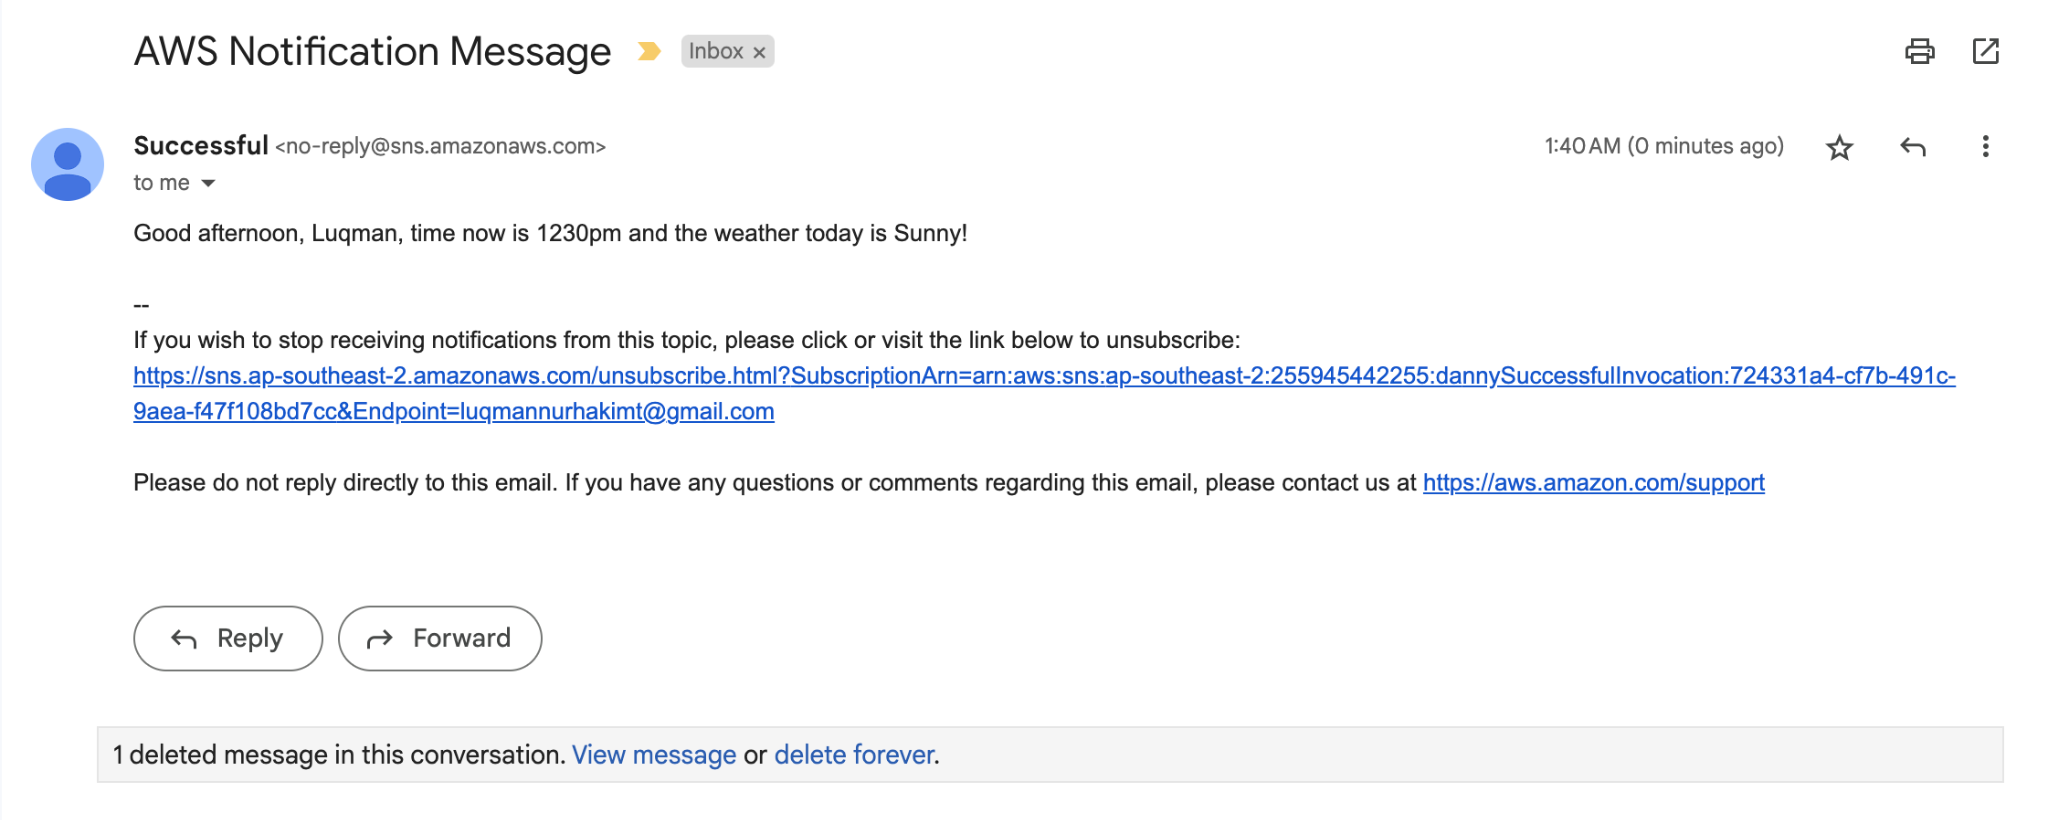 AWS Notification Message Inbox ×
Successful <no-reply@sns.amazonaws.com> 1:40 AM (0 minutes ago)
to me
Good afternoon, Luqman, time now is 1230pm and the weather today is Sunny!
--
If you wish to stop receiving notifications from this topic, please click or visit the link below to unsubscribe:
https://sns.ap-southeast-2.amazonaws.com/unsubscribe.html?SubscriptionArn=arn:aws:sns:ap-southeast-2:255945442255:dannySuccessfulInvocation:724331a4-cf7b-491c-
9aea-f47f108bd7cc&Endpoint=luqmannurhakimt@gmail.com
Please do not reply directly to this email. If you have any questions or comments regarding this email, please contact us at https://aws.amazon.com/support
Reply Forward
1 deleted message in this conversation. View message or delete forever.